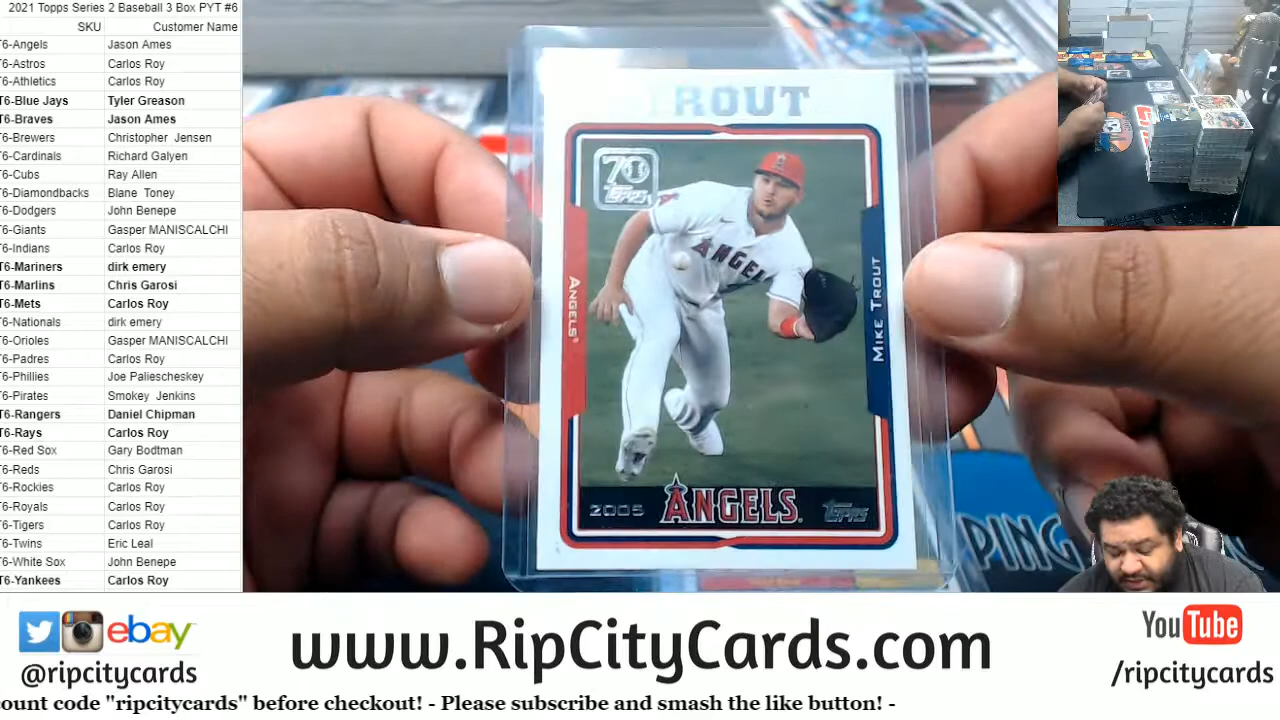 2021 Topps Series 2 Baseball 3 Box PYT #6
SKU Customer Name
T6-Angels Jason Ames
T6-Astros Carlos Roy
T6-Athletics Carlos Roy
T6-Blue Jays Tyler Greason
T6-Braves Jason Ames
T6-Brewers Christopher Jensen
T6-Cardinals Richard Galyen
T6-Cubs Ray Allen
T6-Diamondbacks Blane Toney
T6-Dodgers John Benepe
T6-Giants Gasper MANISCALCHI
T6-Indians Carlos Roy
T6-Mariners dirk emery
T6-Marlins Chris Garosi
T6-Mets Carlos Roy
T6-Nationals dirk emery
T6-Orioles Gasper MANISCALCHI
T6-Padres Carlos Roy
T6-Phillies Joe Paliescheskey
T6-Pirates Smokey Jenkins
T6-Rangers Daniel Chipman
T6-Rays Carlos Roy
T6-Red Sox Gary Bodtman
T6-Reds Chris Garosi
T6-Rockies Carlos Roy
T6-Royals Carlos Roy
T6-Tigers Carlos Roy
T6-Twins Eric Leal
T6-White Sox John Benepe
T6-Yankees Carlos Roy
TROUT
70
TOPPS
ANGELS
ANGELS
MIKE TROUT
2005
ANGELS
TOPPS
PING
ebay
@ripcitycards
www.RipCityCards.com
YouTube
/ripcitycards
ount code "ripcitycards" before checkout! - Please subscribe and smash the like button! -